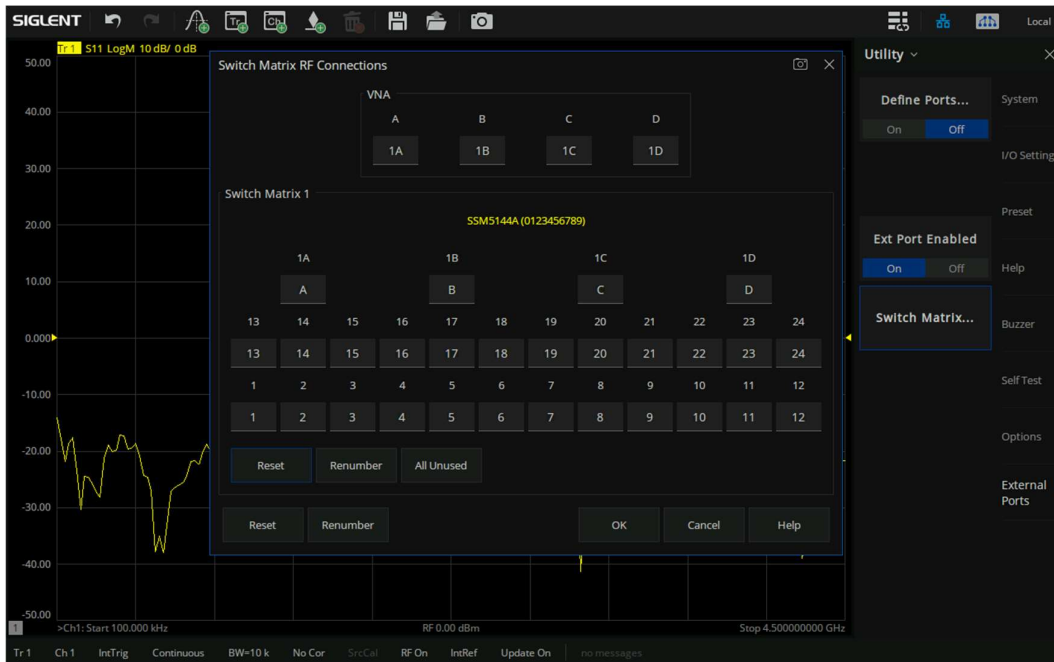 SIGLENT Tr Ch Local
Tr 1 S11 LogM 10 dB/ 0 dB
50.00
40.00
30.00
20.00
10.00
0.000
-10.00
-20.00
-30.00
-40.00
-50.00
Switch Matrix RF Connections
VNA
A B C D
1A 1B 1C 1D
Switch Matrix 1
SSM5144A (0123456789)
1A 1B 1C 1D
A B C D
13 14 15 16 17 18 19 20 21 22 23 24
13 14 15 16 17 18 19 20 21 22 23 24
1 2 3 4 5 6 7 8 9 10 11 12
1 2 3 4 5 6 7 8 9 10 11 12
Reset Renumber All Unused
Reset Renumber OK Cancel Help
Utility
Define Ports...
On Off
Ext Port Enabled
On Off
Switch Matrix...
System
I/O Setting
Preset
Help
Buzzer
Self Test
Options
External
Ports
1 >Ch1: Start 100.000 kHz RF 0.00 dBm Stop 4.500000000 GHz
Tr 1 Ch 1 IntTrig Continuous BW=10 k No Cor SrcCal RF On IntRef Update On no messages